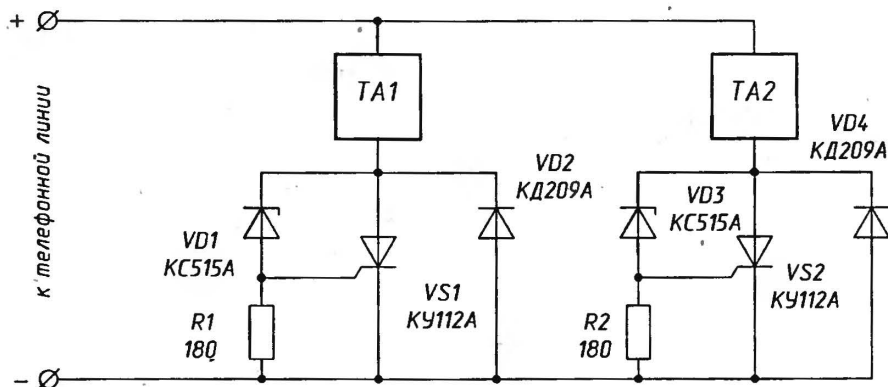 +
к телефонной линии
–
TA1
TA2
VD1
КС515А
VD2
КД209А
VS1
КУ112А
R1
180
VD3
КС515А
VD4
КД209А
VS2
КУ112А
R2
180